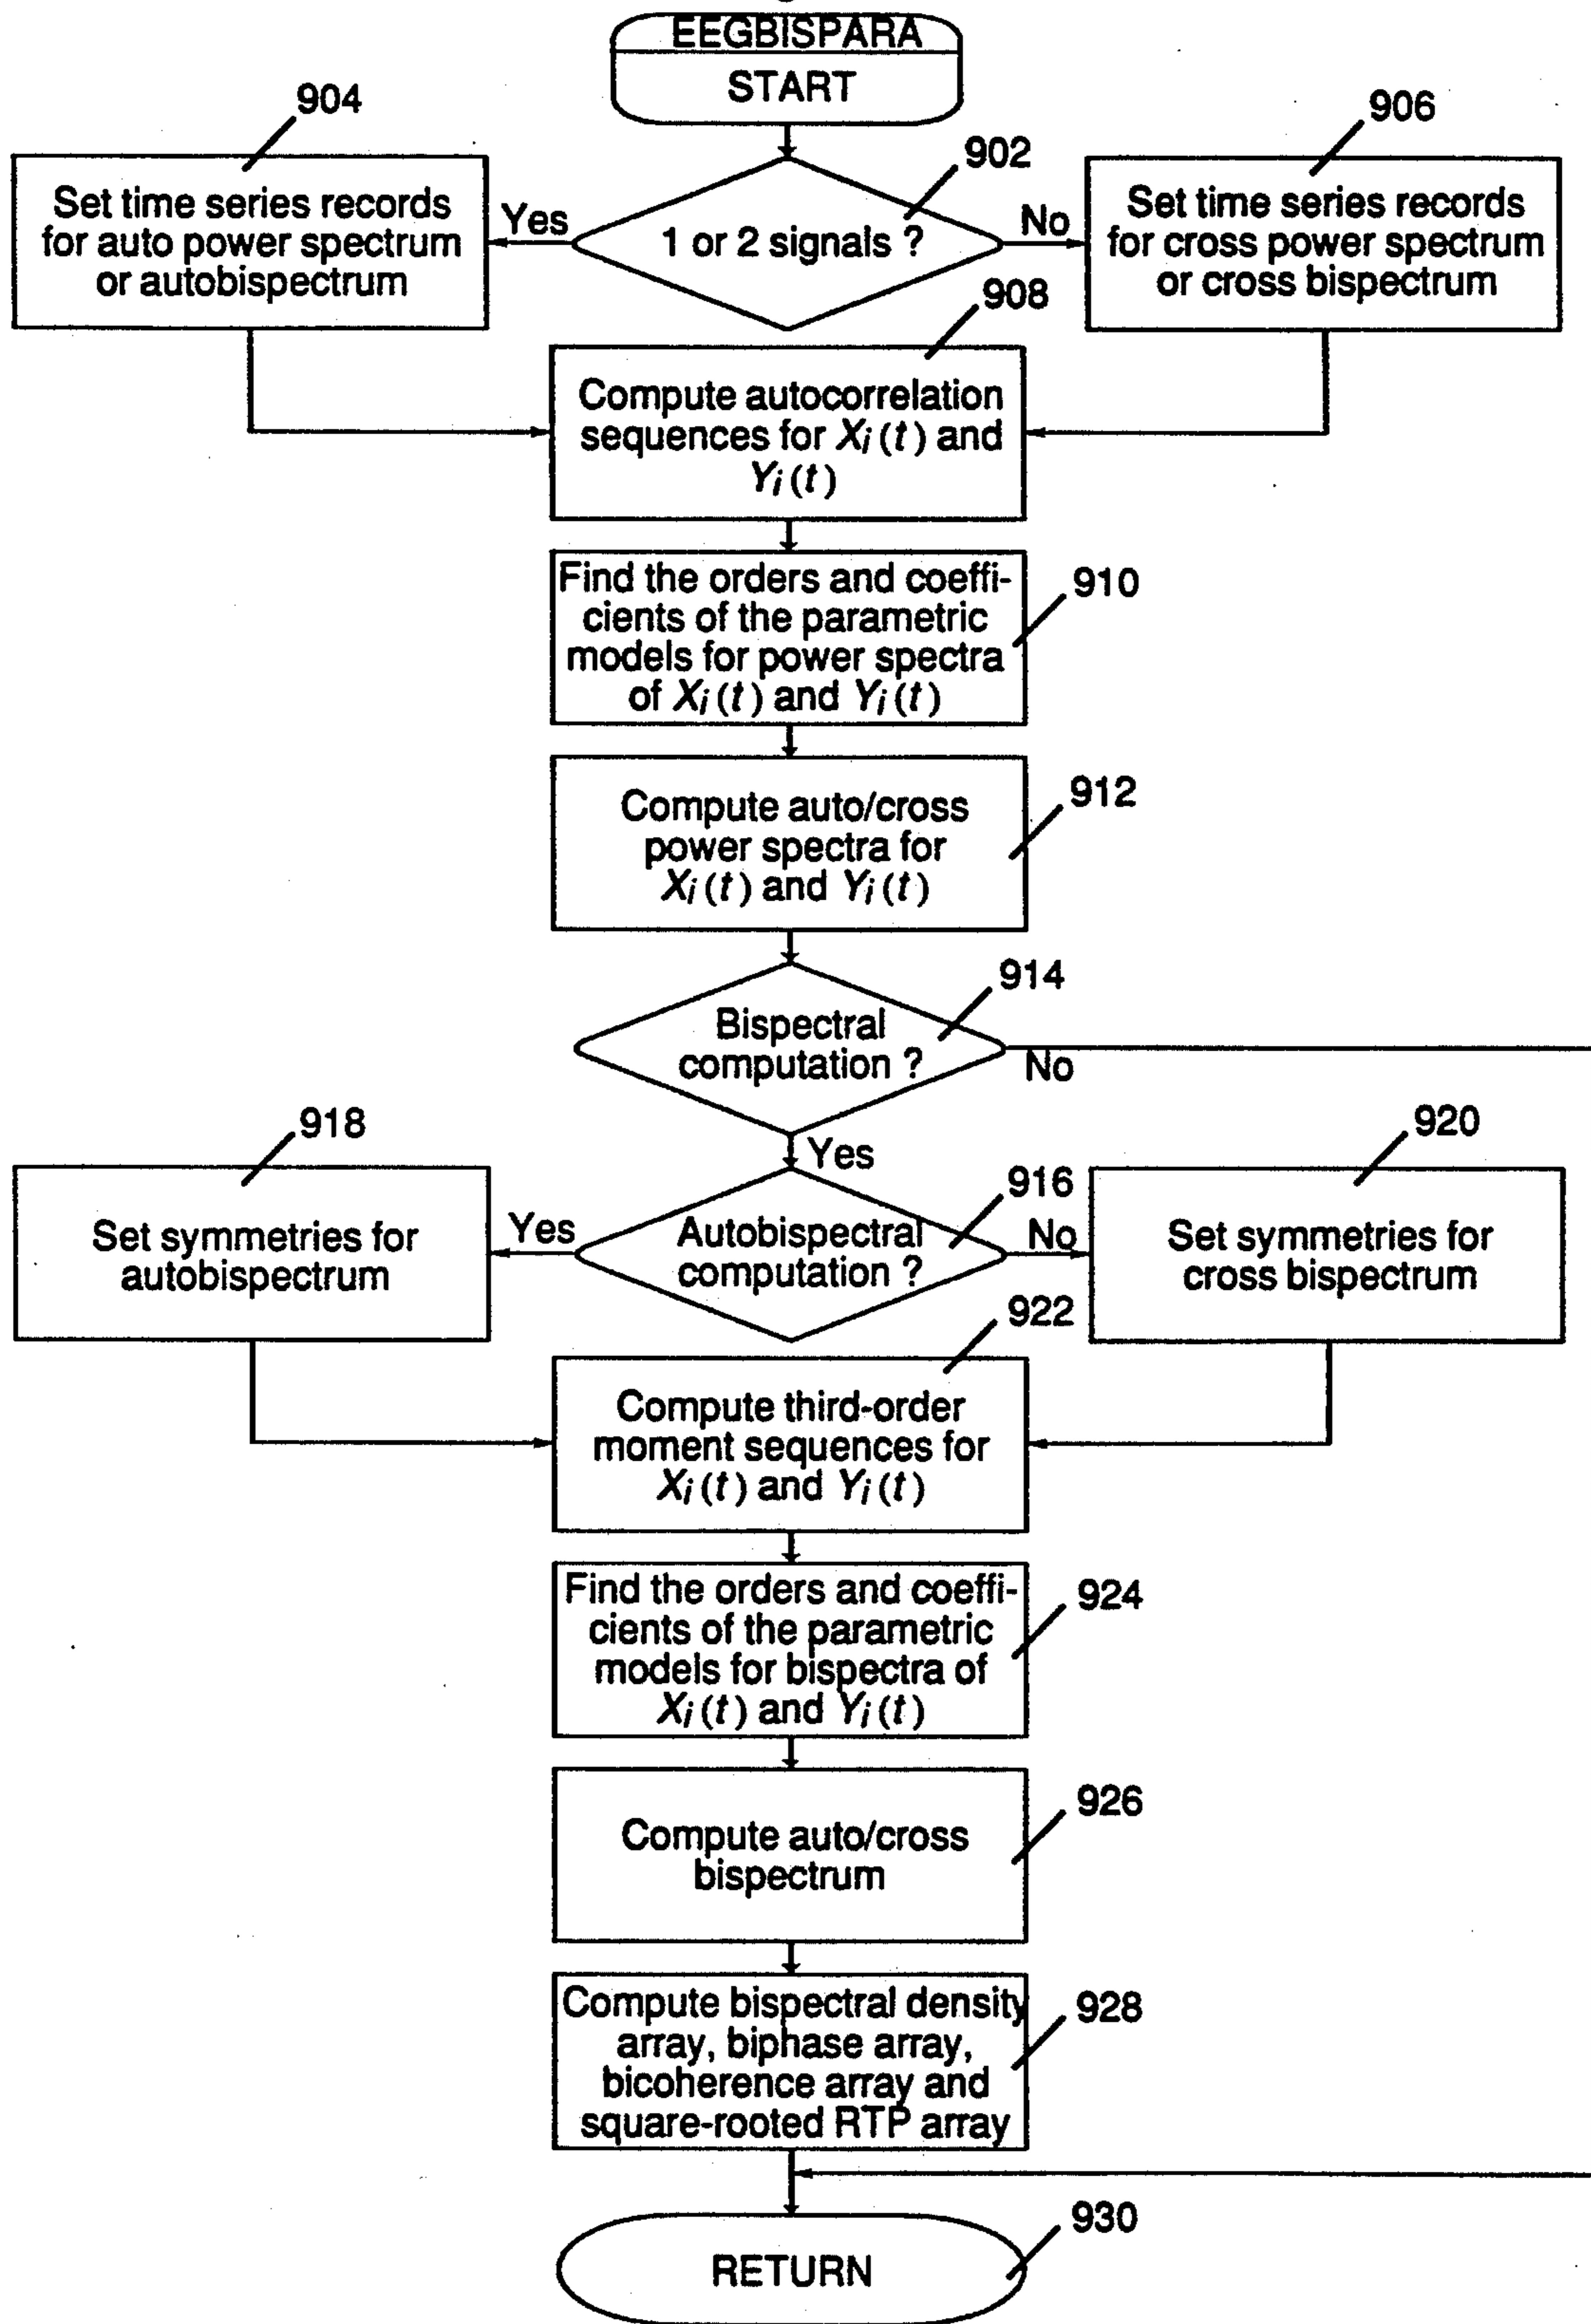 EEGBISPARA
START
904
902
906
Set time series records
for auto power spectrum
or autobispectrum
Yes
1 or 2 signals ?
No
Set time series records
for cross power spectrum
or cross bispectrum
908
Compute autocorrelation
sequences for Xi (t) and
Yi (t)
910
Find the orders and coeffi-
cients of the parametric
models for power spectra
of Xi (t) and Yi (t)
912
Compute auto/cross
power spectra for
Xi (t) and Yi (t)
914
Bispectral
computation ?
No
Yes
918
916
920
Set symmetries for
autobispectrum
Yes
Autobispectral
computation ?
No
Set symmetries for
cross bispectrum
922
Compute third-order
moment sequences for
Xi (t) and Yi (t)
924
Find the orders and coeffi-
cients of the parametric
models for bispectra of
Xi (t) and Yi (t)
926
Compute auto/cross
bispectrum
928
Compute bispectral density
array, biphase array,
bicoherence array and
square-rooted RTP array
930
RETURN